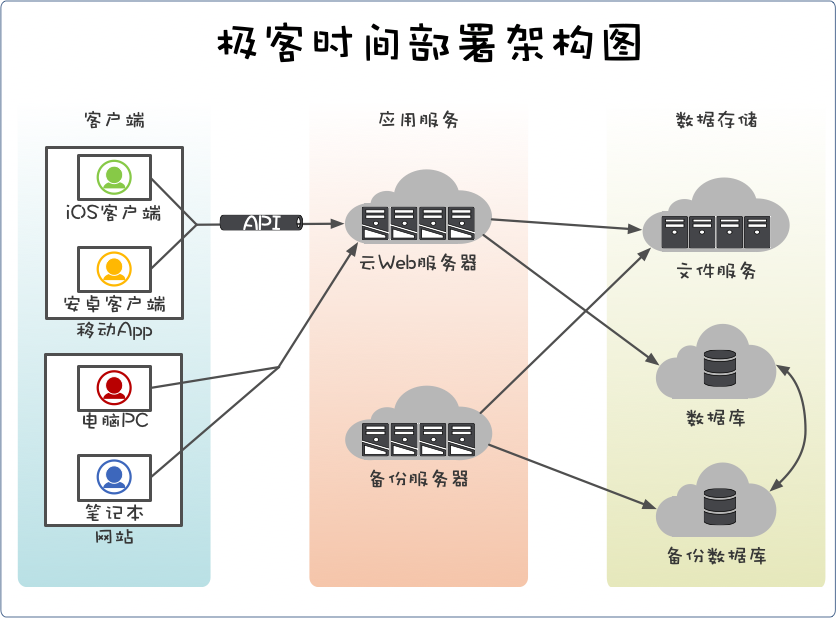 极客时间部署架构图
客户端
应用服务
数据存储
iOS客户端
安卓客户端
移动App
电脑PC
笔记本
网站
API
云Web服务器
备份服务器
文件服务
数据库
备份数据库